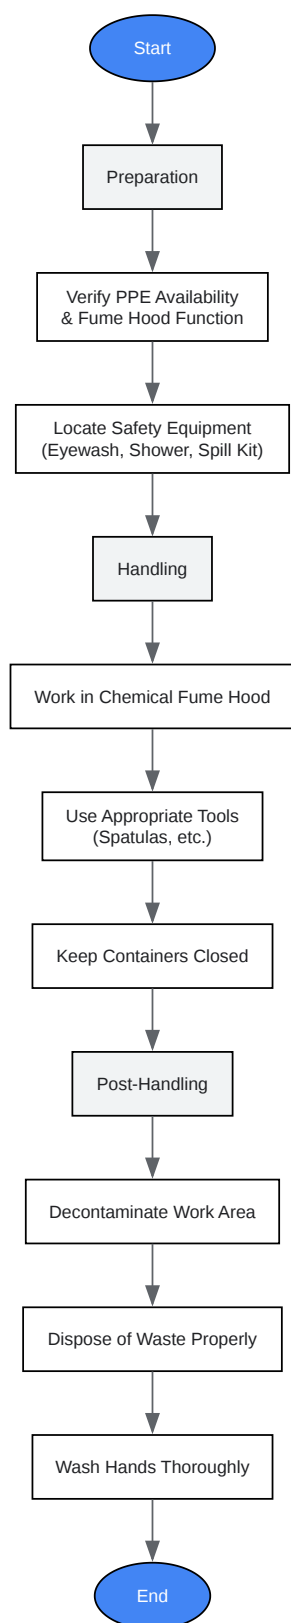 Start
Preparation
Verify PPE Availability
& Fume Hood Function
Locate Safety Equipment
(Eyewash, Shower, Spill Kit)
Handling
Work in Chemical Fume Hood
Use Appropriate Tools
(Spatulas, etc.)
Keep Containers Closed
Post-Handling
Decontaminate Work Area
Dispose of Waste Properly
Wash Hands Thoroughly
End